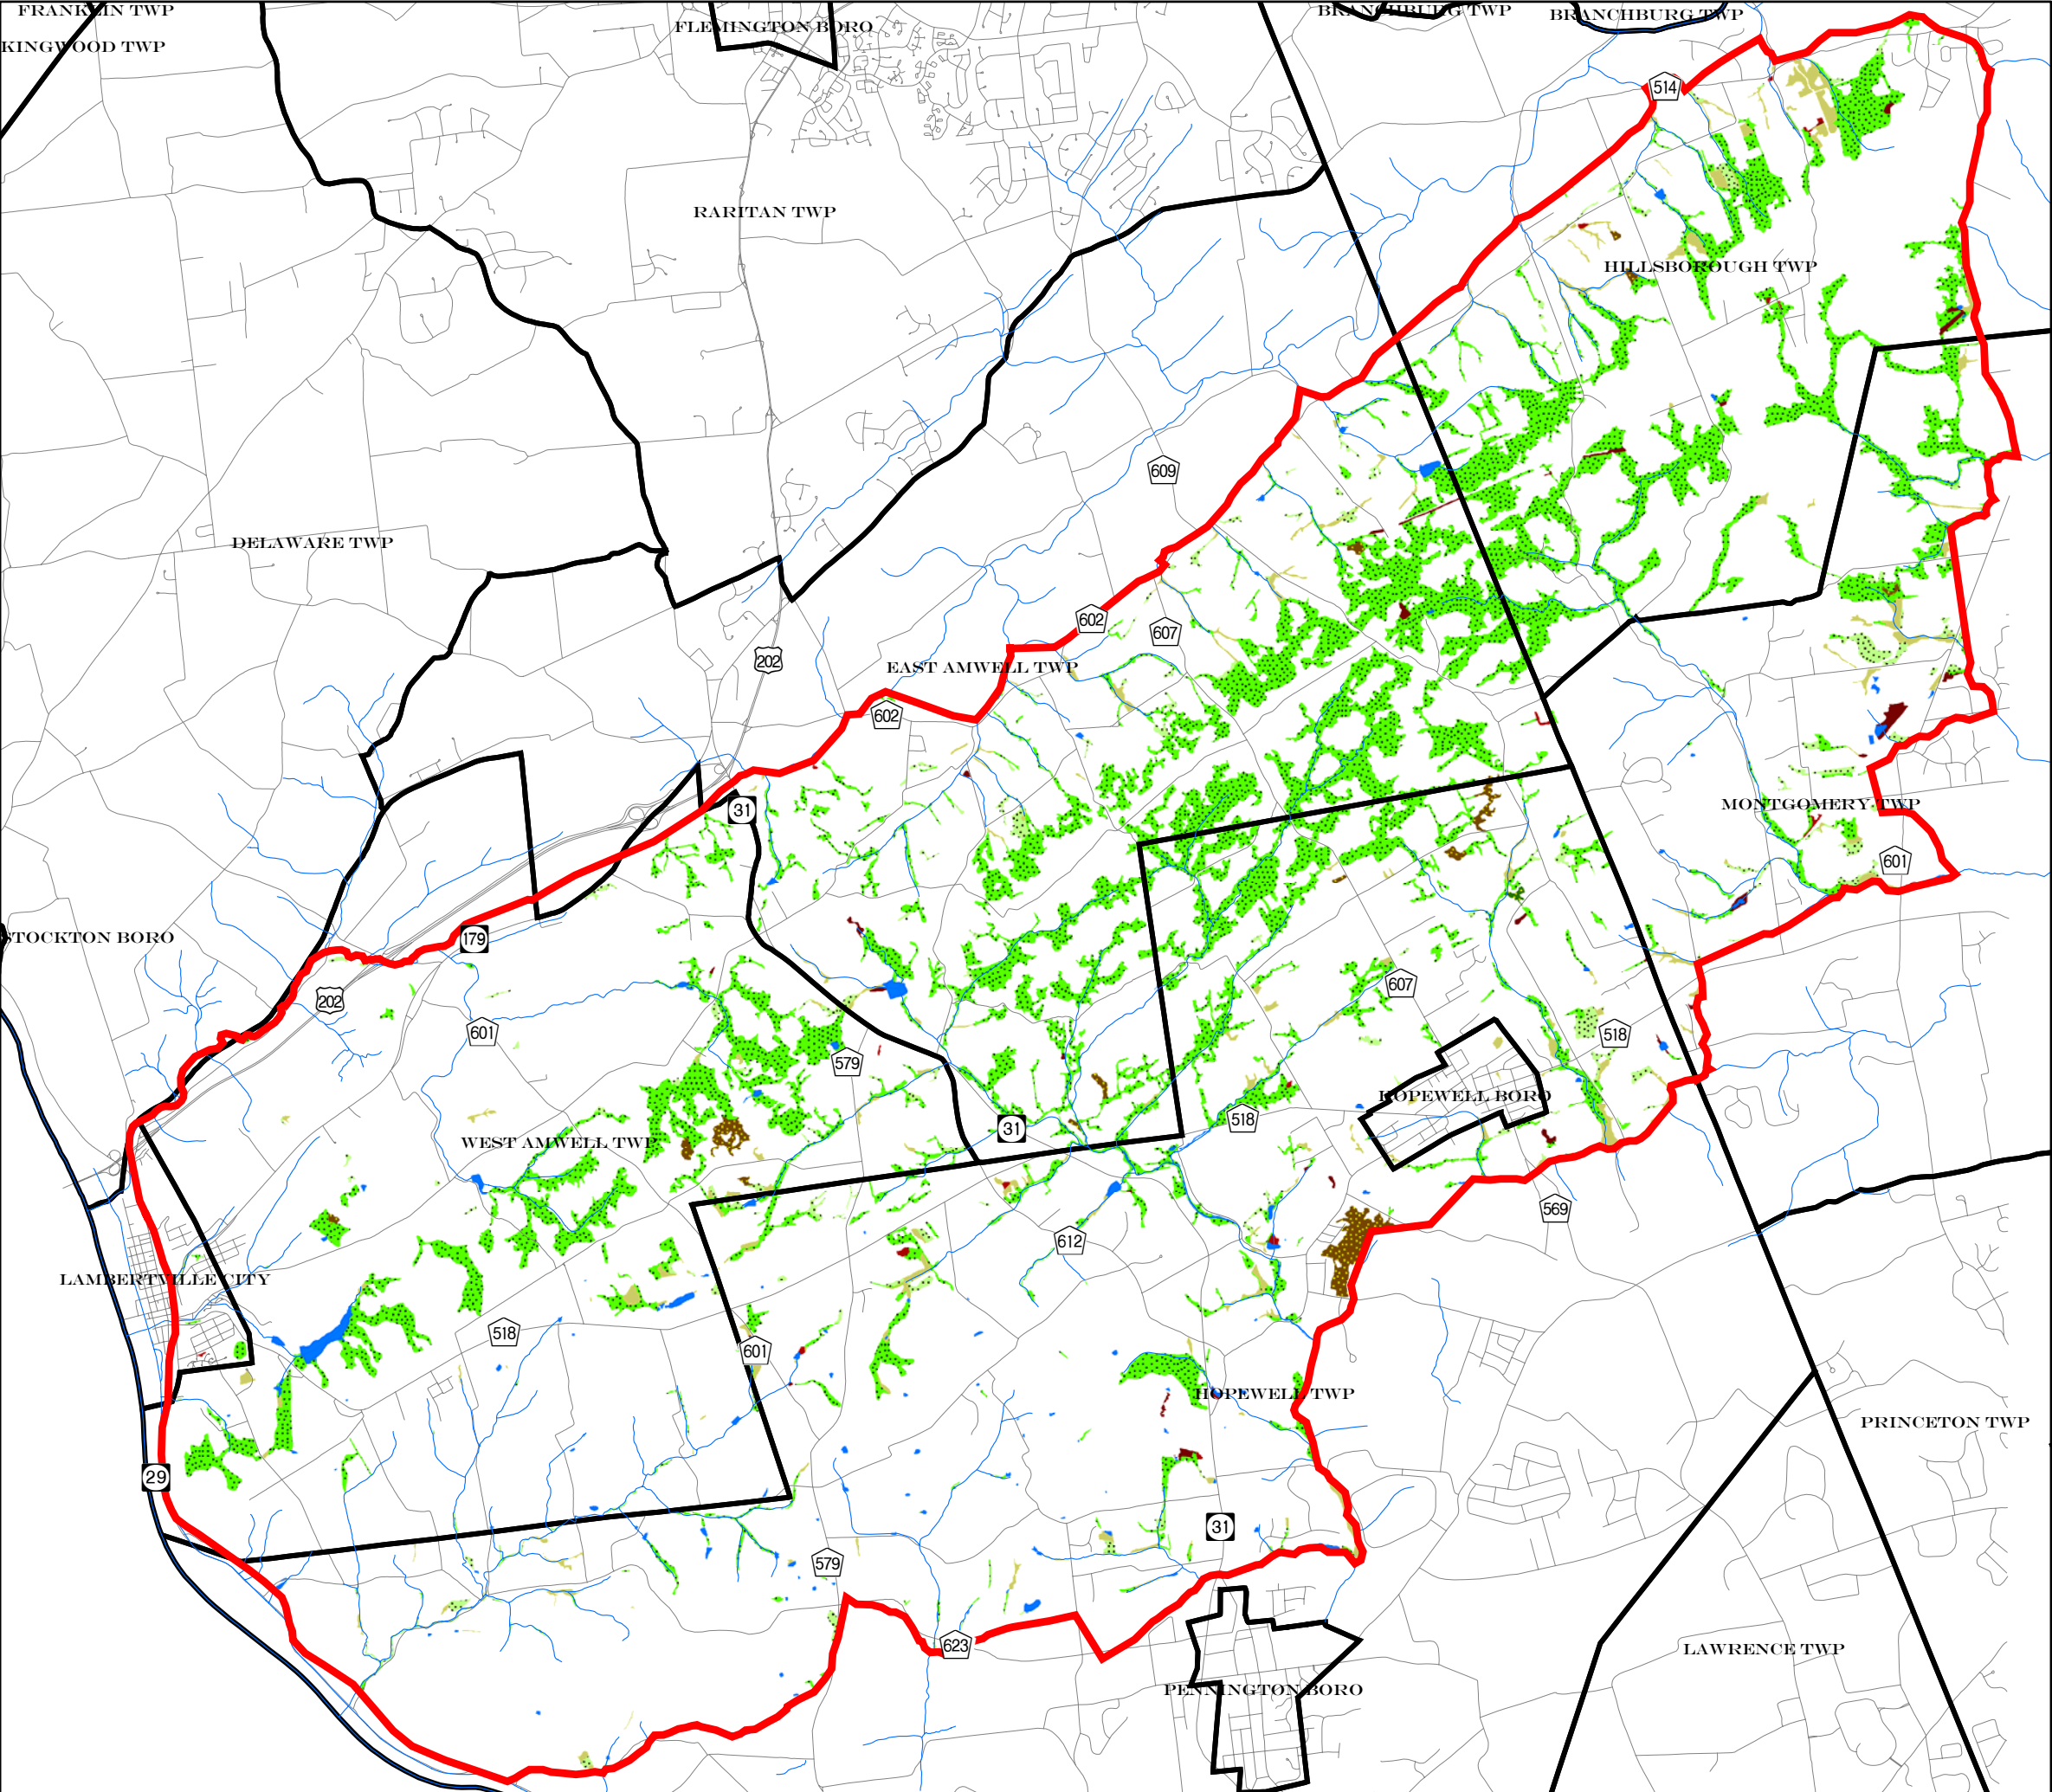 FRANKLIN TWP
BRANCHBURG TWP
BRANCHBURG TWP
FLEMINGTON BORO
KINGWOOD TWP
514
RARITAN TWP
HILLSBOROUGH TWP
609
DELAWARE TWP
602
607
202
EAST AMWELL TWP
602
MONTGOMERY TWP
31
601
STOCKTON BORO
179
607
202
601
518
579
HOPEWELL BORO
518
31
WEST AMWELL TWP
569
612
LAMBERTVILLE CITY
518
601
HOPEWELL TWP
PRINCETON TWP
29
31
579
623
LAWRENCE TWP
PENNINGTON BORO